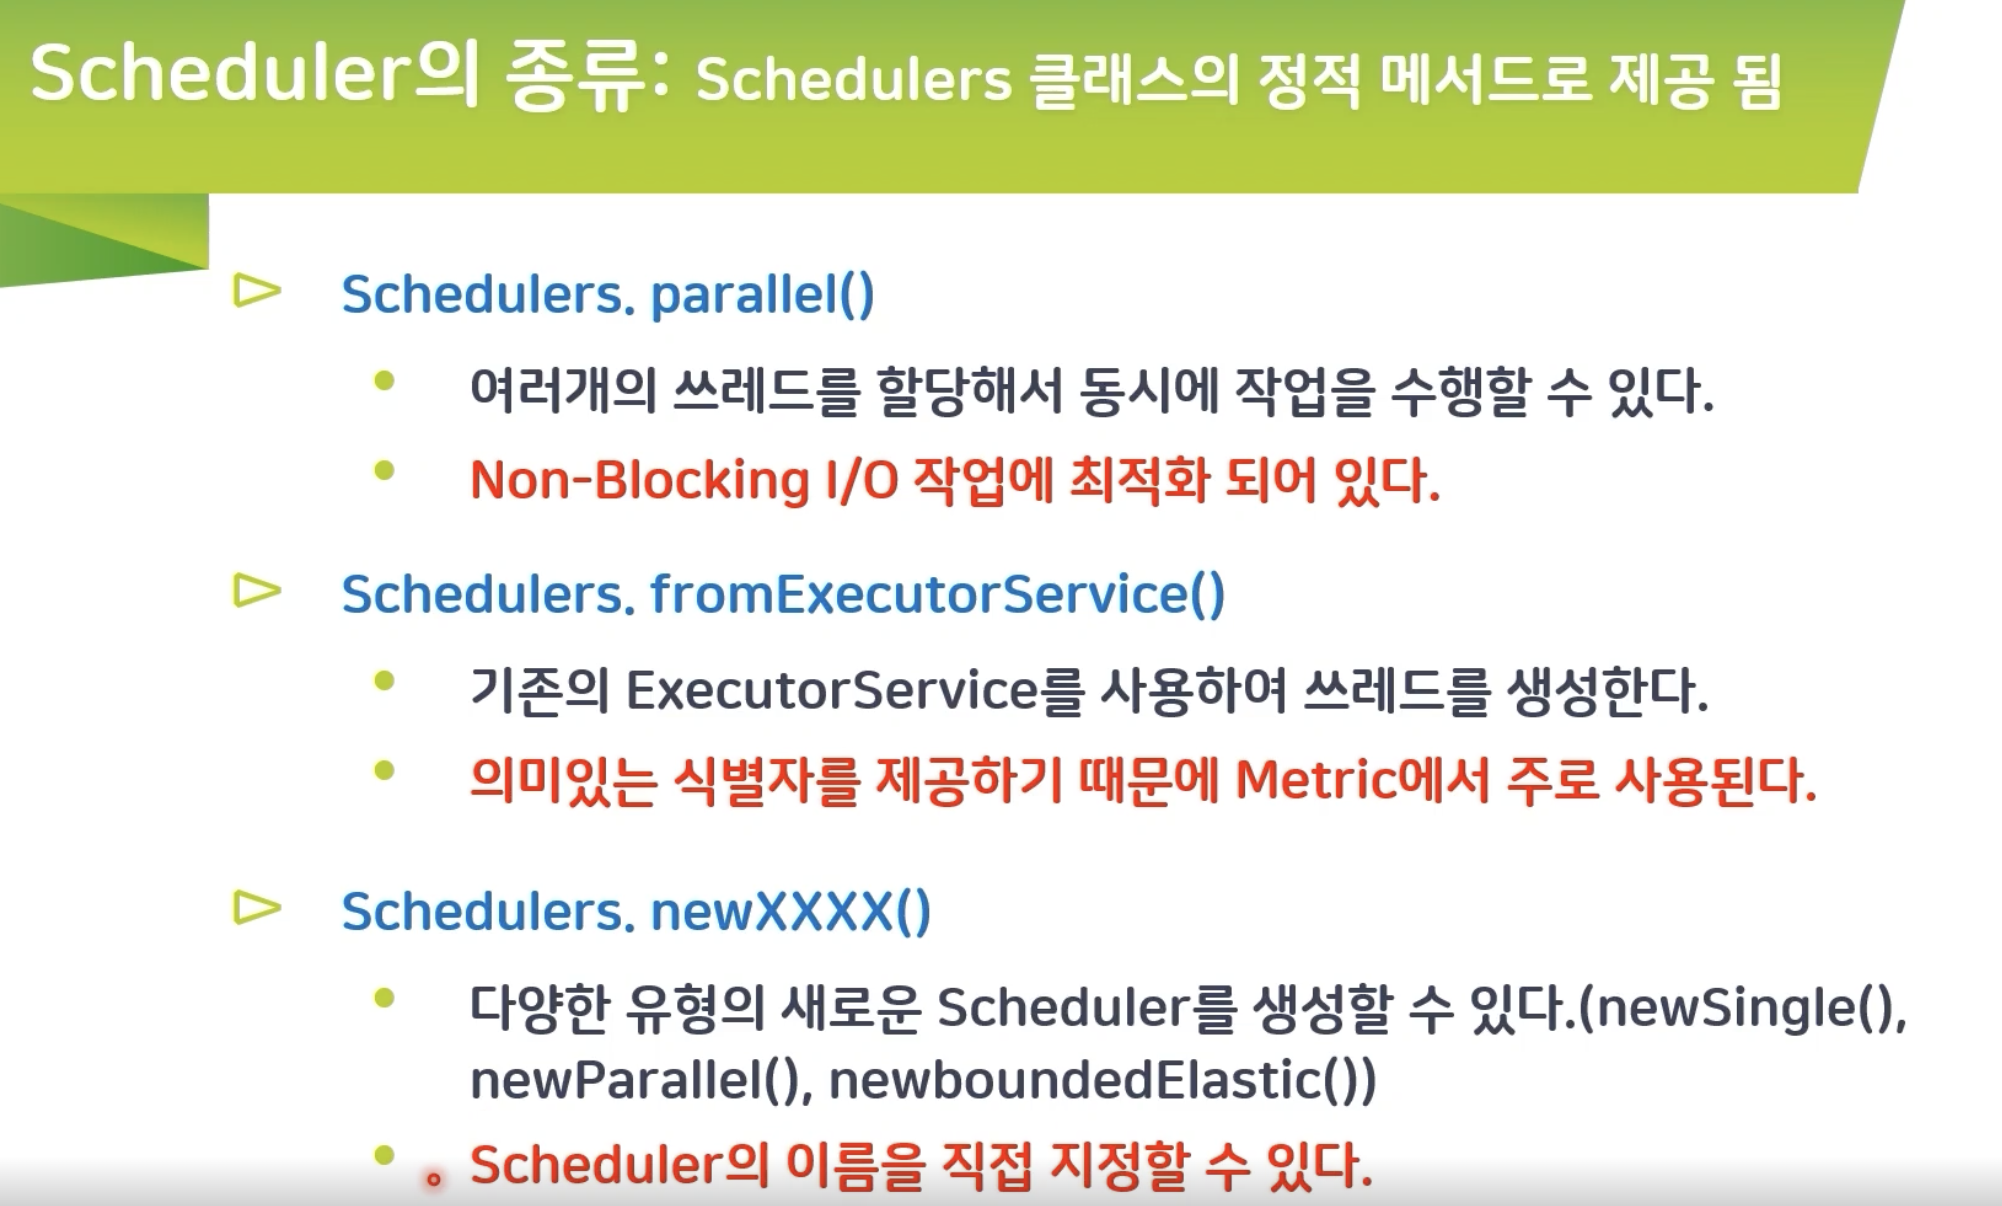 Scheduler의 종류: Schedulers 클래스의 정적 메서드로 제공 됨
Schedulers. parallel()
여러개의 쓰레드를 할당해서 동시에 작업을 수행할 수 있다.
Non-Blocking I/O 작업에 최적화 되어 있다.
Schedulers. fromExecutorService()
기존의 ExecutorService를 사용하여 쓰레드를 생성한다.
의미있는 식별자를 제공하기 때문에 Metric에서 주로 사용된다.
Schedulers. newXXXX()
다양한 유형의 새로운 Scheduler를 생성할 수 있다.(newSingle(),
newParallel(), newboundedElastic())
Scheduler의 이름을 직접 지정할 수 있다.